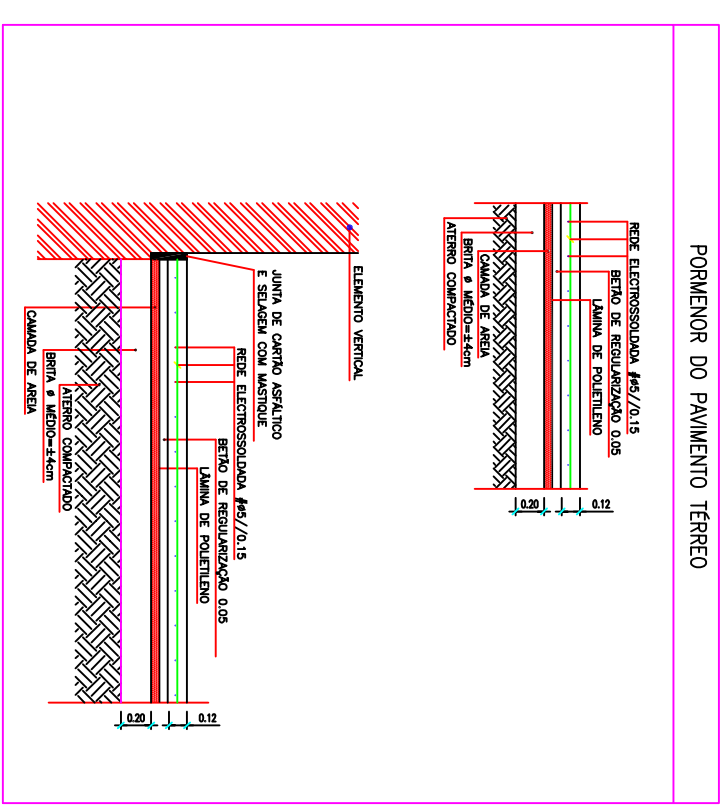 PORMENOR DO PAVIMENTO TÉRREO
REDE ELECTROSSOLDADA #ø5//0.15
BETÃO DE REGULARIZAÇÃO 0.05
LÂMINA DE POLIETILENO
CAMADA DE AREIA
BRITA ø MÉDIO=±4cm
ATERRO COMPACTADO
0.12
0.20
ELEMENTO VERTICAL
JUNTA DE CARTÃO ASFÁLTICO
E SELAGEM COM MASTIQUE
REDE ELECTROSSOLDADA #ø5//0.15
BETÃO DE REGULARIZAÇÃO 0.05
LÂMINA DE POLIETILENO
ATERRO COMPACTADO
BRITA ø MÉDIO=±4cm
CAMADA DE AREIA
0.12
0.20